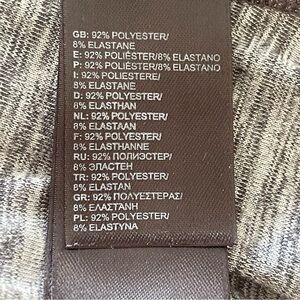 GB: 92% POLYESTER/
8% ELASTANE
E: 92% POLIÉSTER/8% ELASTANO
P: 92% POLIÉSTER/8% ELASTANO
I: 92% POLIESTERE/
8% ELASTANE
D: 92% POLYESTER/
8% ELASTHAN
NL: 92% POLYESTER/
8% ELASTAAN
F: 92% POLYESTER/
8% ELASTHANNE
RU: 92% ПОЛИЭСТЕР/
8% ЭЛАСТЕН
TR: 92% POLYESTER/
8% ELASTAN
GR: 92% ΠΟΛΥΕΣΤΕΡΑΣ/
8% ΕΛΑΣΤΑΝΗ
PL: 92% POLYESTER/
8% ELASTYNA